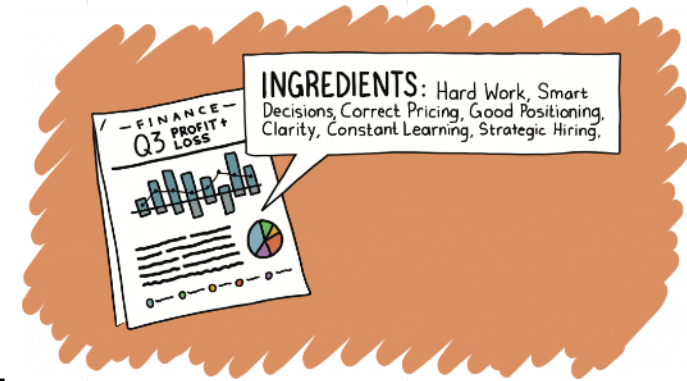 INGREDIENTS: Hard Work, Smart
Decisions, Correct Pricing, Good Positioning,
Clarity, Constant Learning, Strategic Hiring,
- FINANCE -
Q3 PROFIT +
LOSS